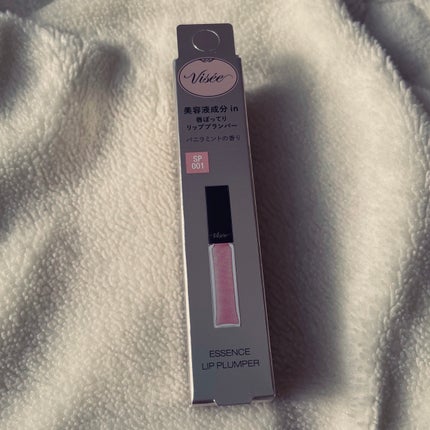 Visée
美容液成分 in
唇ぽってり
リッププランパー
バニラミントの香り
SP
001
Visée
ESSENCE
LIP PLUMPER